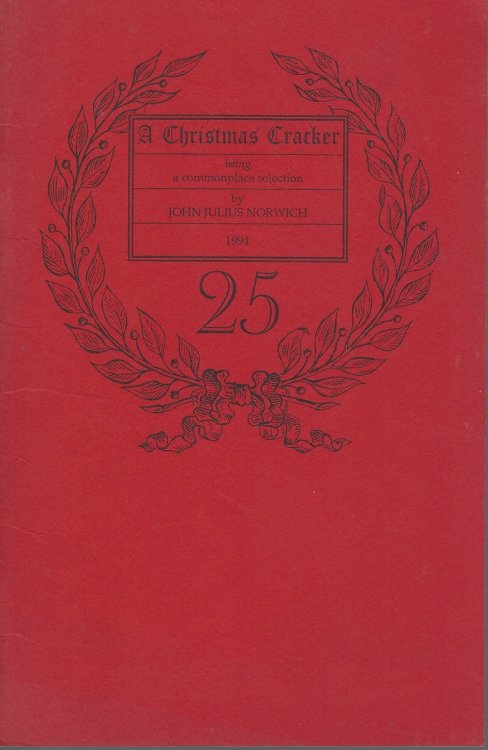 A Christmas Cracker
being
a commonplace selection
by
JOHN JULIUS NORWICH
1994
25